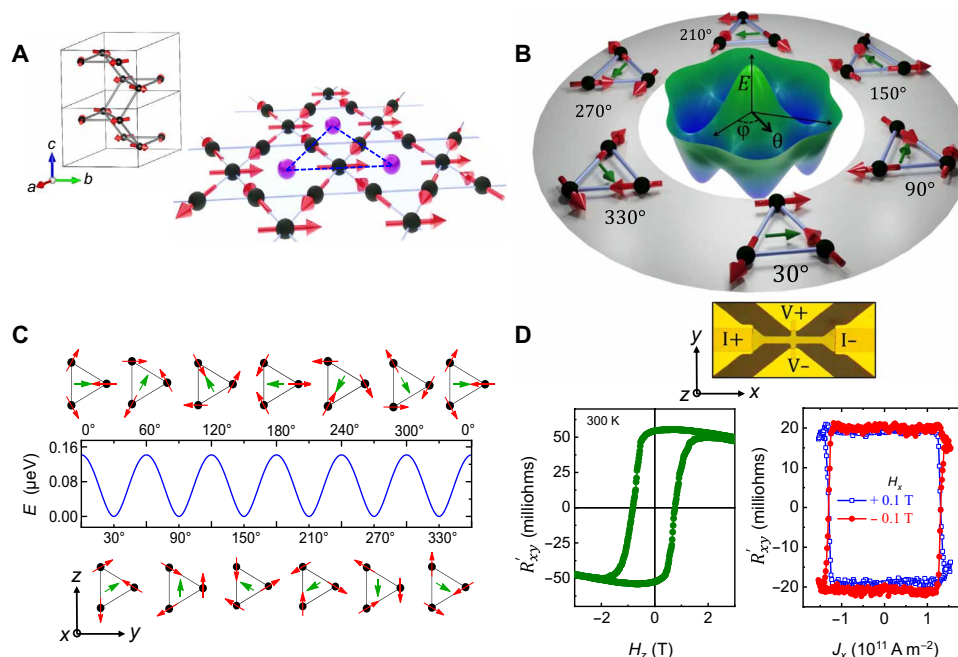 A
c
a
b
B
210°
270°
150°
E
φ
θ
330°
90°
30°
C
0° 60° 120° 180° 240° 300° 0°
E (μeV)
0.16
0.08
0.00
30° 90° 150° 210° 270° 330°
z
x
y
D
V+
I+
I−
V−
y
z
x
300 K
R′xy (milliohms)
50
25
0
−25
−50
−2 0 2
Hz (T)
R′xy (milliohms)
20
10
0
−10
−20
Hx
+ 0.1 T
− 0.1 T
−1 0 1
Jx (10¹¹ A m⁻²)